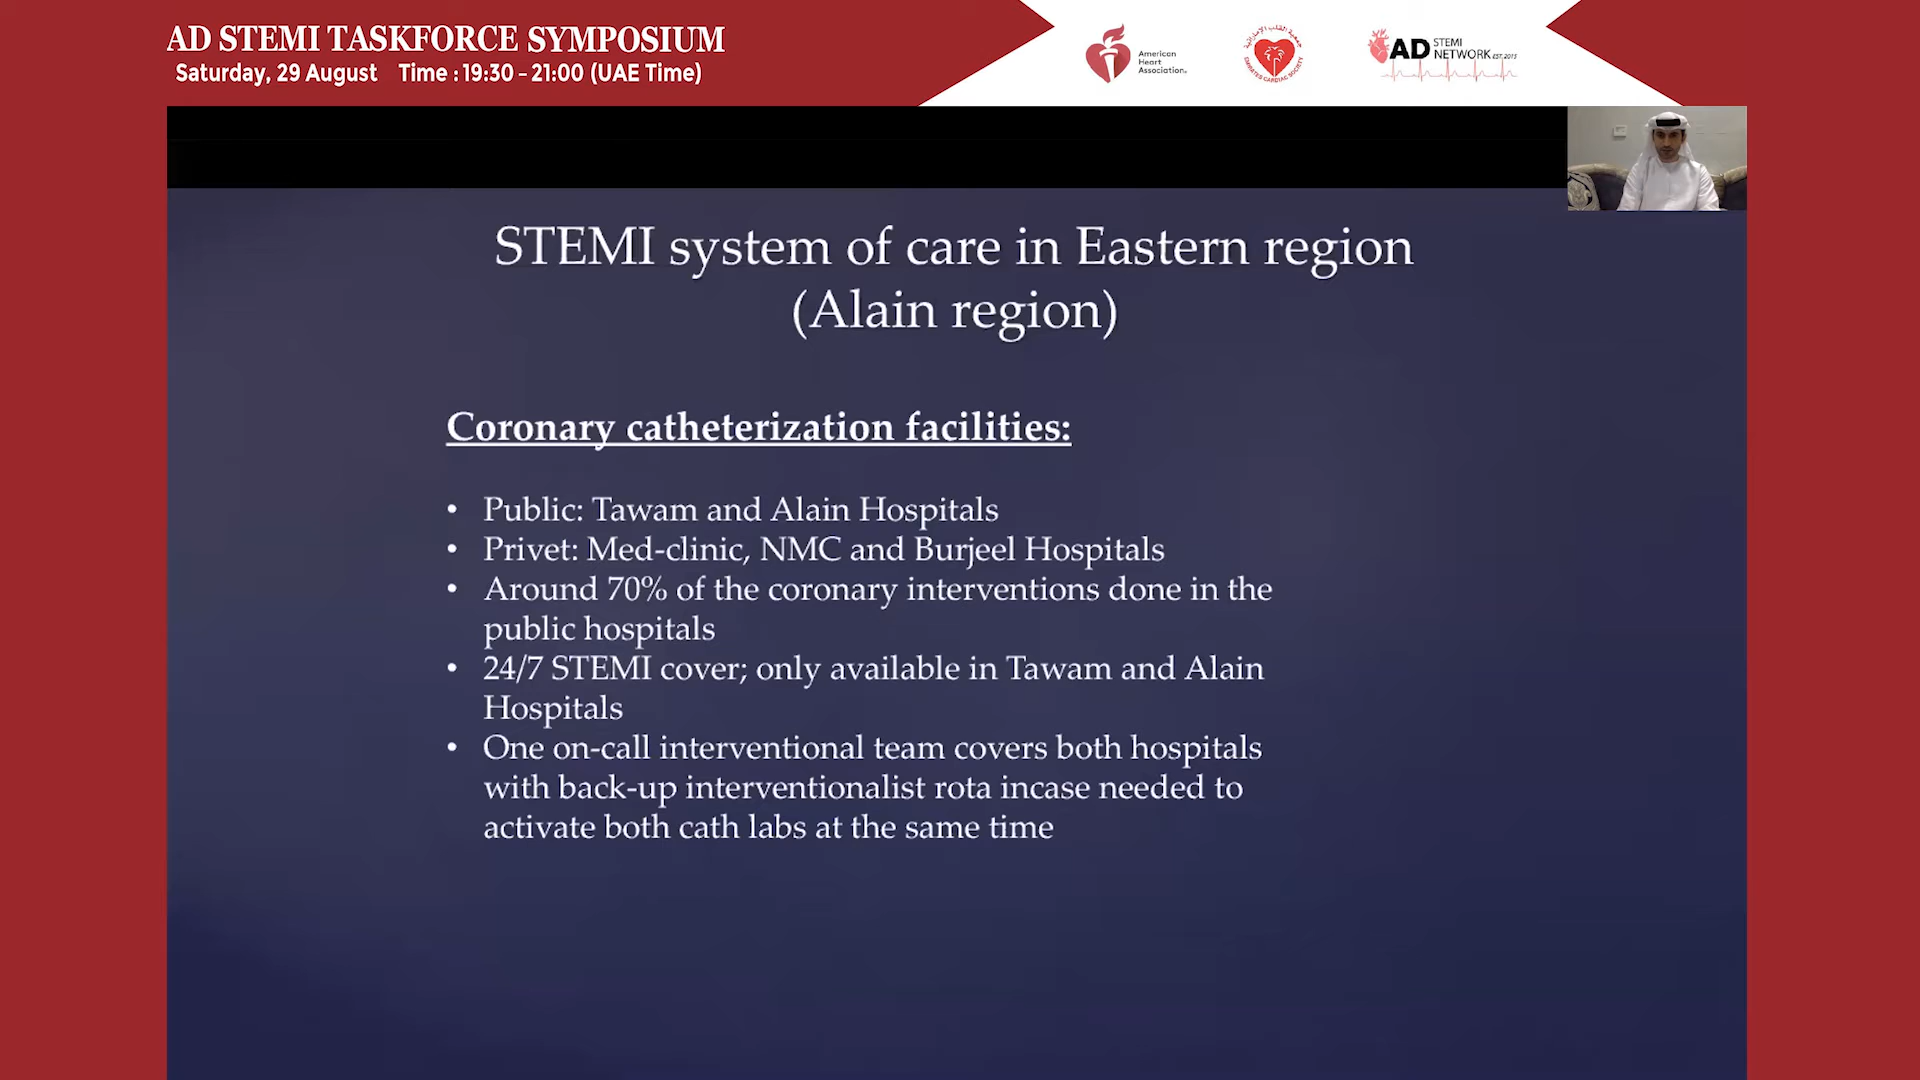 AD STEMI TASKFORCE SYMPOSIUM
Saturday, 29 August Time : 19:30 - 21:00 (UAE Time)
American
Heart
Association.
EMIRATES CARDIAC SOCIETY
AD STEMI
NETWORK EST. 2015
STEMI system of care in Eastern region
(Alain region)
Coronary catheterization facilities:
• Public: Tawam and Alain Hospitals
• Privet: Med-clinic, NMC and Burjeel Hospitals
• Around 70% of the coronary interventions done in the
public hospitals
• 24/7 STEMI cover; only available in Tawam and Alain
Hospitals
• One on-call interventional team covers both hospitals
with back-up interventionalist rota incase needed to
activate both cath labs at the same time